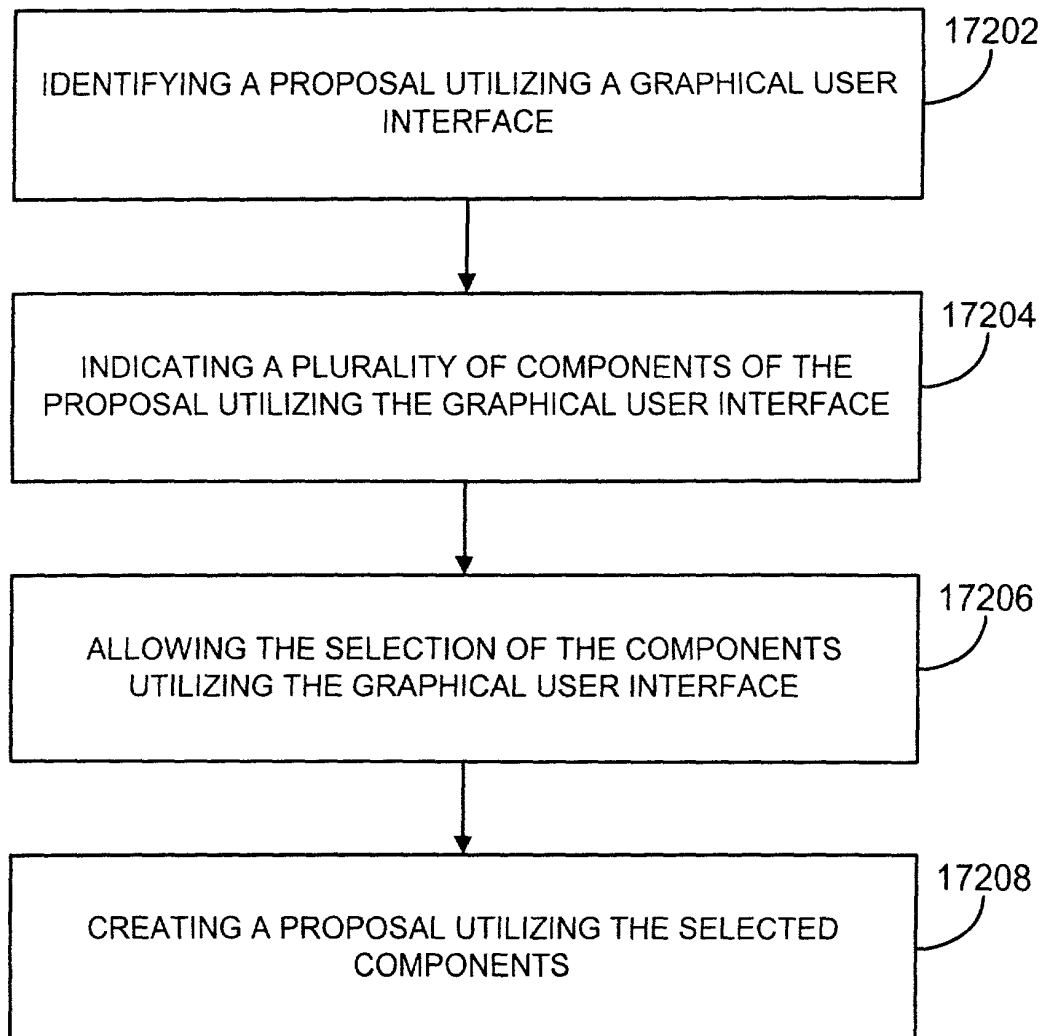 17202
IDENTIFYING A PROPOSAL UTILIZING A GRAPHICAL USER
INTERFACE
17204
INDICATING A PLURALITY OF COMPONENTS OF THE
PROPOSAL UTILIZING THE GRAPHICAL USER INTERFACE
17206
ALLOWING THE SELECTION OF THE COMPONENTS
UTILIZING THE GRAPHICAL USER INTERFACE
17208
CREATING A PROPOSAL UTILIZING THE SELECTED
COMPONENTS